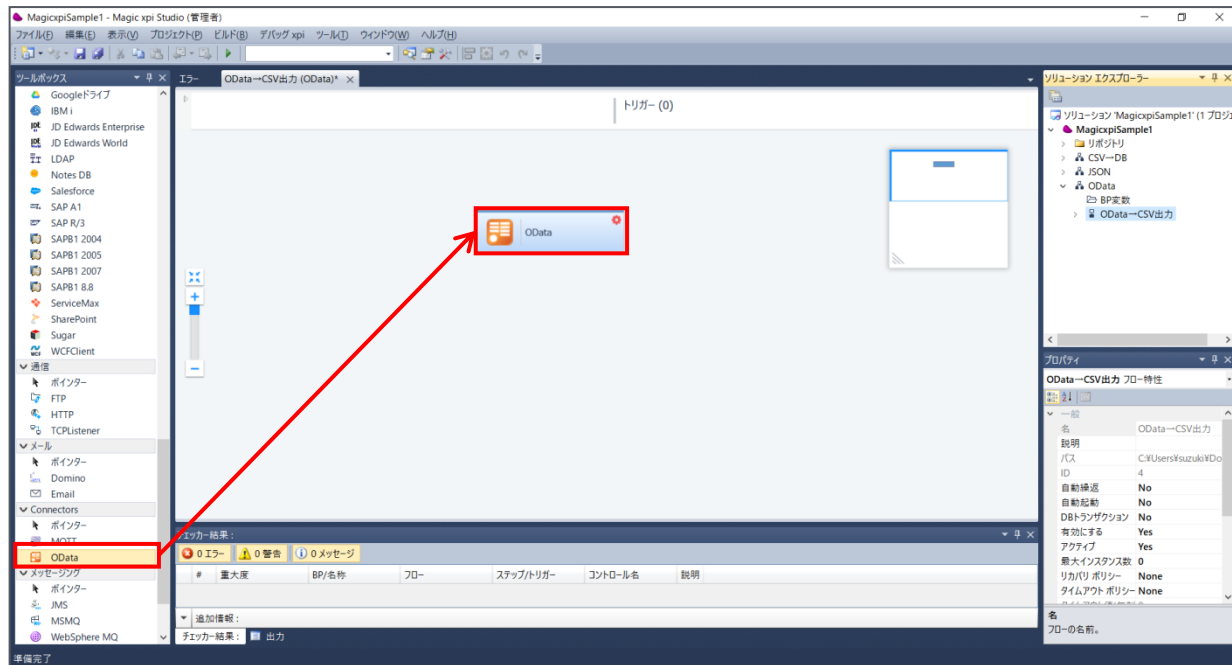 MagicxpiSample1 - Magic xpi Studio (管理者)
ファイル(F) 編集(E) 表示(V) プロジェクト(P) ビルド(B) デバッグ xpi ツール(T) ウィンドウ(W) ヘルプ(H)
ツールボックス
Googleドライブ
IBM i
JD Edwards Enterprise
JD Edwards World
LDAP
Notes DB
Salesforce
SAP A1
SAP R/3
SAPB1 2004
SAPB1 2005
SAPB1 2007
SAPB1 8.8
ServiceMax
SharePoint
Sugar
WCFClient
通信
ポインター
FTP
HTTP
TCPListener
メール
ポインター
Domino
Email
Connectors
ポインター
MQTT
OData
メッセージング
ポインター
JMS
MSMQ
WebSphere MQ
エラー
OData→CSV出力 (OData)*
トリガー (0)
OData
チェッカー結果 :
0 エラー 0 警告 0 メッセージ
# 重大度 BP/名称 フロー ステップ/トリガー コントロール名 説明
追加情報 :
チェッカー結果 : 出力
ソリューション エクスプローラー
ソリューション 'MagicxpiSample1' (1 プロジェ
MagicxpiSample1
リポジトリ
CSV→DB
JSON
OData
BP変数
OData→CSV出力
プロパティ
OData→CSV出力 フロー特性
一般
名 OData→CSV出力
説明
パス C:¥Users¥suzuki¥Do
ID 4
自動繰返 No
自動起動 No
DBトランザクション No
有効にする Yes
アクティブ Yes
最大インスタンス数 0
リカバリ ポリシー None
タイムアウト ポリシー None
名
フローの名前。
準備完了